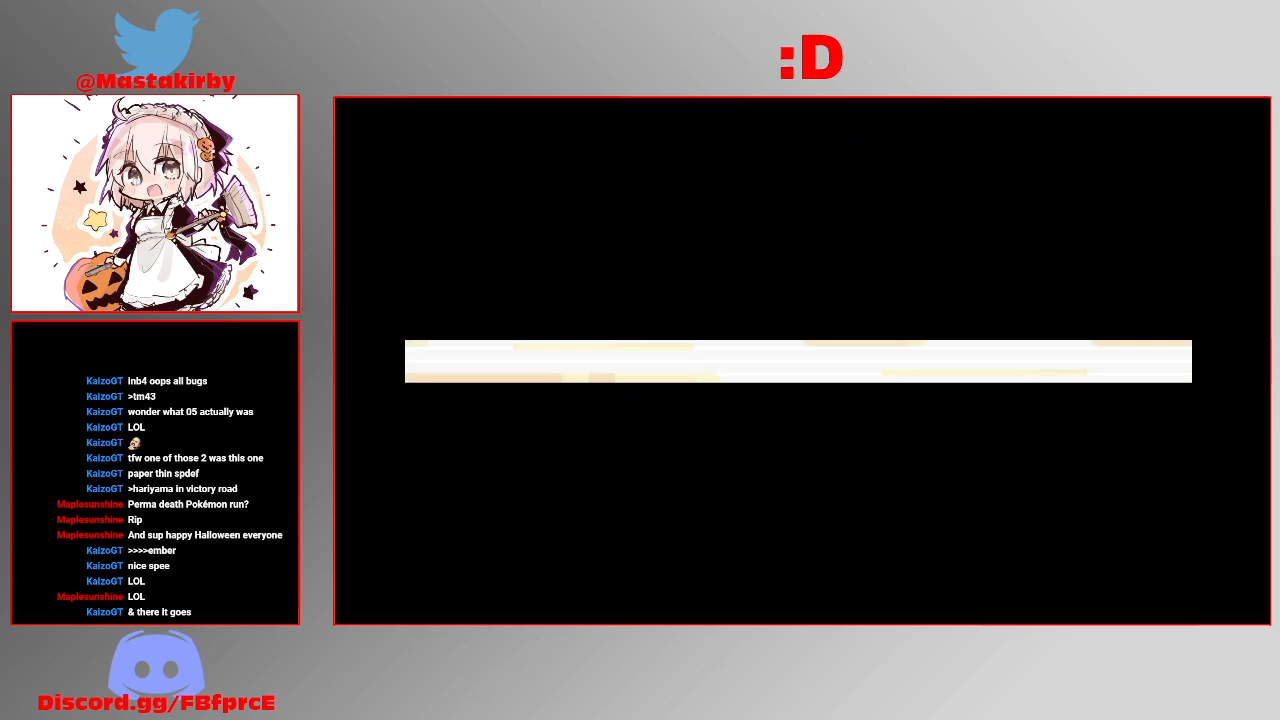 @Mastakirby
:D
KaizoGT inb4 oops all bugs
KaizoGT >tm43
KaizoGT wonder what 05 actually was
KaizoGT LOL
KaizoGT
KaizoGT tfw one of those 2 was this one
KaizoGT paper thin spdef
KaizoGT >hariyama in victory road
Maplesunshine Perma death Pokémon run?
Maplesunshine Rip
Maplesunshine And sup happy Halloween everyone
KaizoGT >>>>ember
KaizoGT nice spee
KaizoGT LOL
Maplesunshine LOL
KaizoGT & there it goes
Discord.gg/FBfprcE